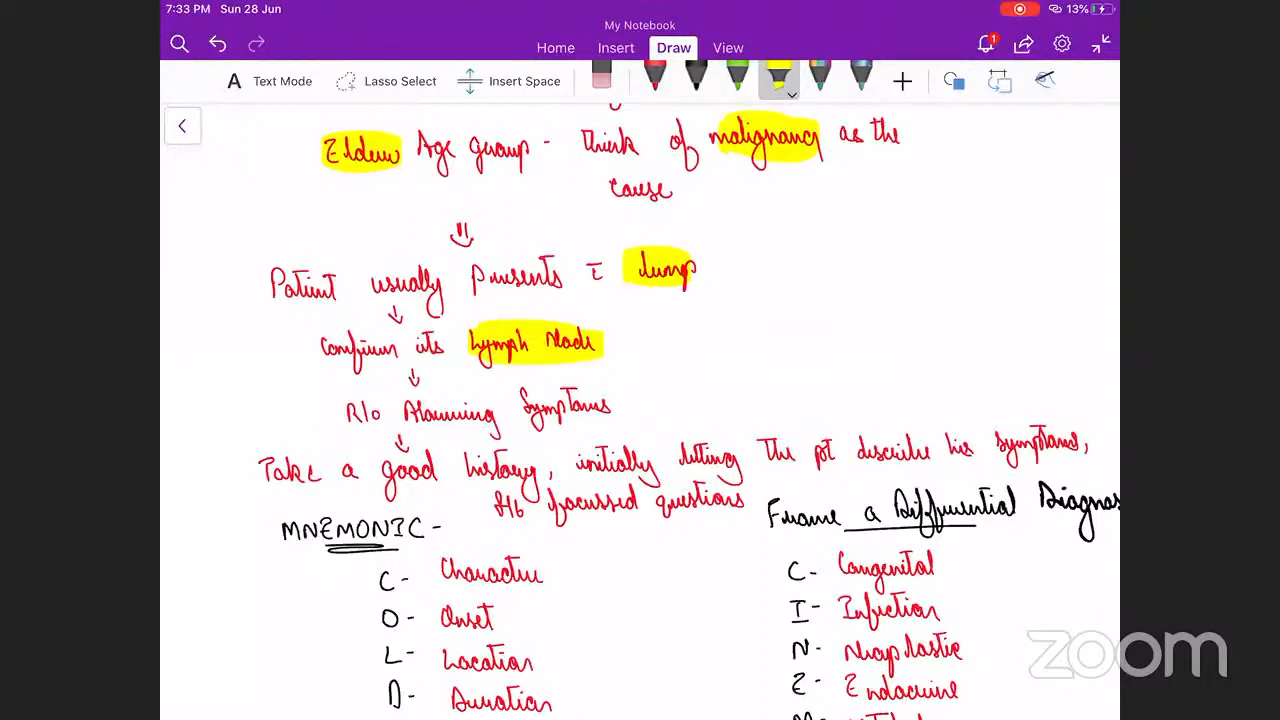 7:33 PM Sun 28 Jun
13%
My Notebook
Home Insert Draw View
1
A Text Mode Lasso Select Insert Space
Elderly Age group - think of malignancy as the
cause
Patient usually presents c lump
Confirm its Lymph Node
R/o Alarming Symptoms
Take a good history, initially letting the pt describe his symptoms,
f/b focussed questions
MNEMONIC -
C - Character
O - Onset
L - Location
D - Duration
Frame a Differential Diagnos
C - Congenital
I - Infection
N - Neoplastic
E - Endocrine
zoom